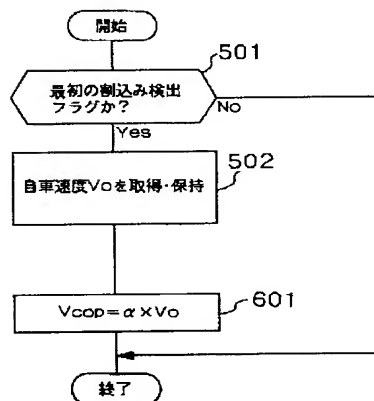 開始
501
最初の割込み検出
フラグか?
No
Yes
502
自車速度Voを取得・保持
601
Vcop=α×Vo
終了